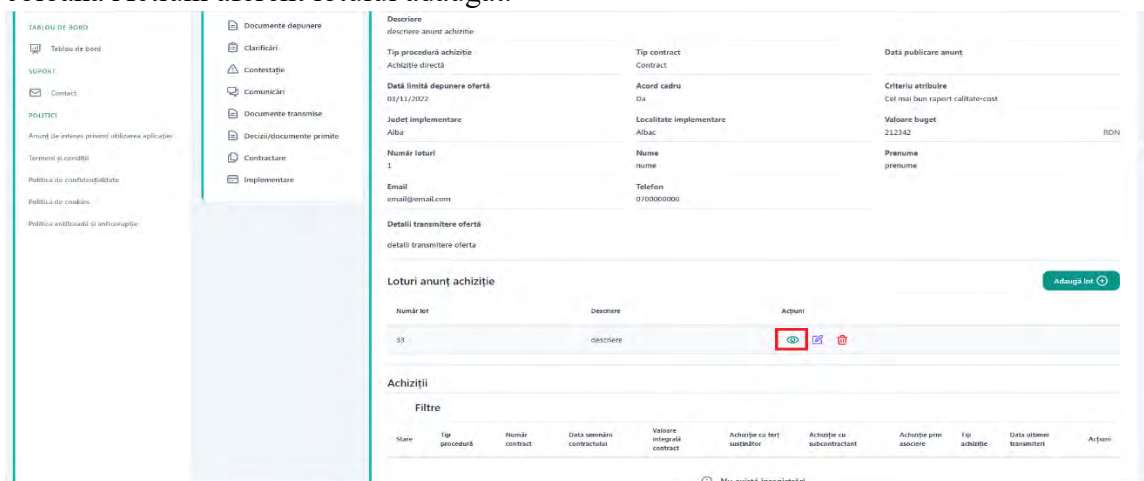 TABLOU DE BORD
Tablou de bord
SUPORT
Contact
POLITICI
Anunț de interes privind utilizarea aplicației
Termeni și condiții
Politica de confidențialitate
Politica de cookies
Politica antifraudă și anticorupție
Documente depunere
Clarificări
Contestație
Comunicări
Documente transmise
Decizii/documente primite
Contractare
Implementare
Descriere
descriere anunt achizitie
Tip procedură achiziție
Tip contract
Dată publicare anunț
Achiziție directă
Contract
Dată limită depunere ofertă
Acord cadru
Criteriu atribuire
03/11/2022
Da
Cel mai bun raport calitate-cost
Județ implementare
Localitate implementare
Valoare buget
Alba
Albac
212342 RON
Număr loturi
Nume
Prenume
1
nume
prenume
Email
Telefon
email@email.com
0700000000
Detalii transmitere ofertă
detalii transmitere oferta
Loturi anunț achiziție
Adaugă lot
Număr lot
Descriere
Acțiuni
33
descriere
Achiziții
Filtre
Stare
Tip procedură
Număr contract
Data semnării contractului
Valoare integrală contract
Achiziție cu terț susținător
Achiziție cu subcontractant
Achiziție prin asociere
Tip achiziție
Data ultimei transmiteri
Acțiuni